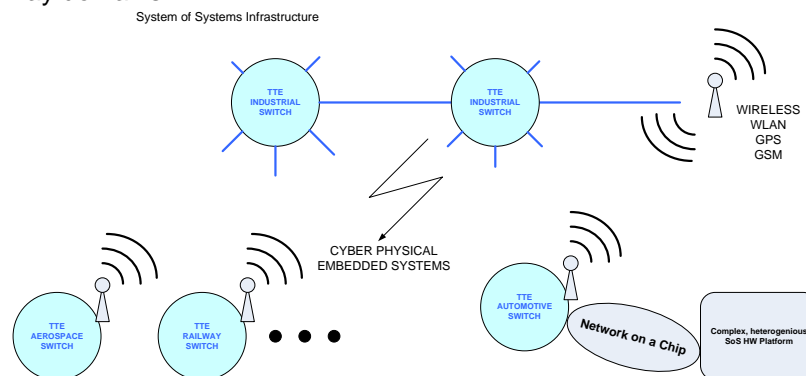 System of Systems Infrastructure
TTE
INDUSTRIAL
SWITCH
TTE
INDUSTRIAL
SWITCH
WIRELESS
WLAN
GPS
GSM
CYBER PHYSICAL
EMBEDDED SYSTEMS
TTE
AEROSPACE
SWITCH
TTE
RAILWAY
SWITCH
TTE
AUTOMOTIVE
SWITCH
Network on a Chip
Complex, heterogenious
SoS HW Platform